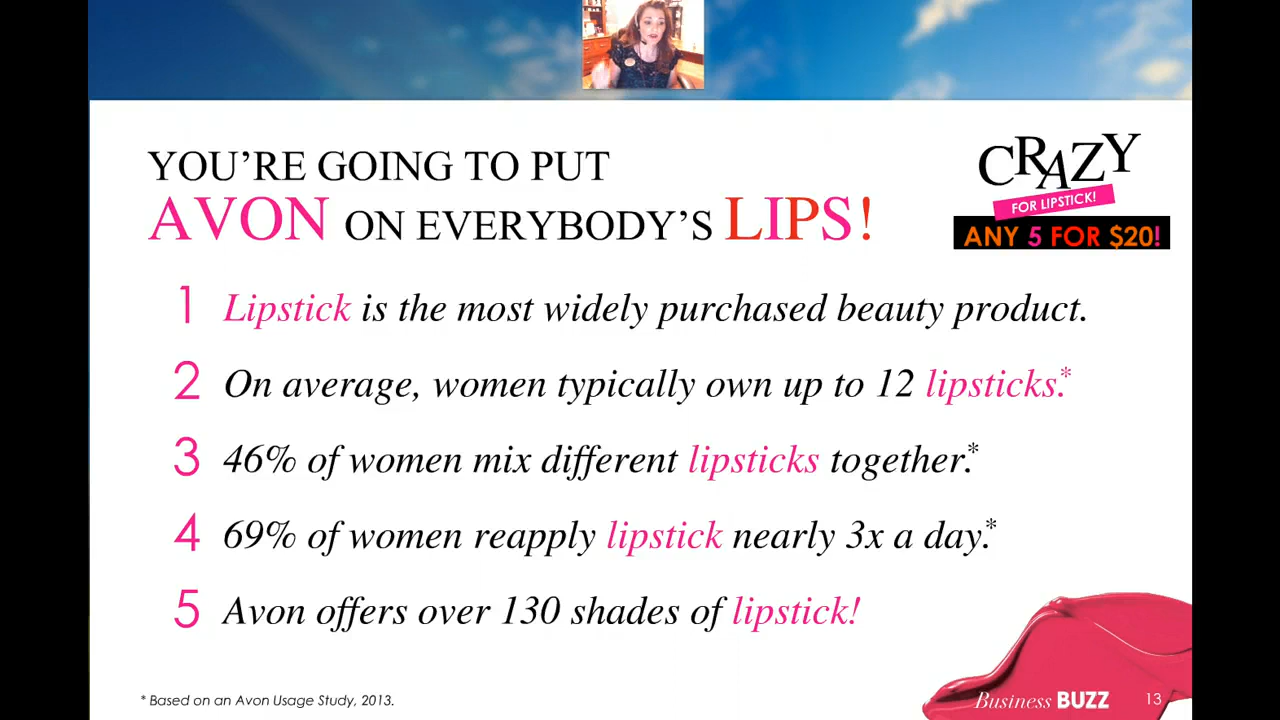 YOU'RE GOING TO PUT
AVON ON EVERYBODY'S LIPS!
CRAZY
FOR LIPSTICK!
ANY 5 FOR $20!
1 Lipstick is the most widely purchased beauty product.
2 On average, women typically own up to 12 lipsticks.*
3 46% of women mix different lipsticks together.*
4 69% of women reapply lipstick nearly 3x a day.*
5 Avon offers over 130 shades of lipstick!
* Based on an Avon Usage Study, 2013.
Business BUZZ 13